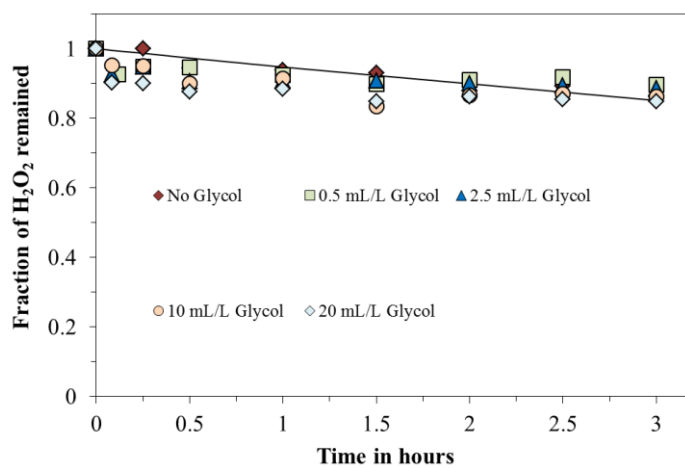 1
0.8
0.6
0.4
0.2
0
Fraction of H₂O₂ remained
No Glycol
0.5 mL/L Glycol
2.5 mL/L Glycol
10 mL/L Glycol
20 mL/L Glycol
0 0.5 1 1.5 2 2.5 3
Time in hours